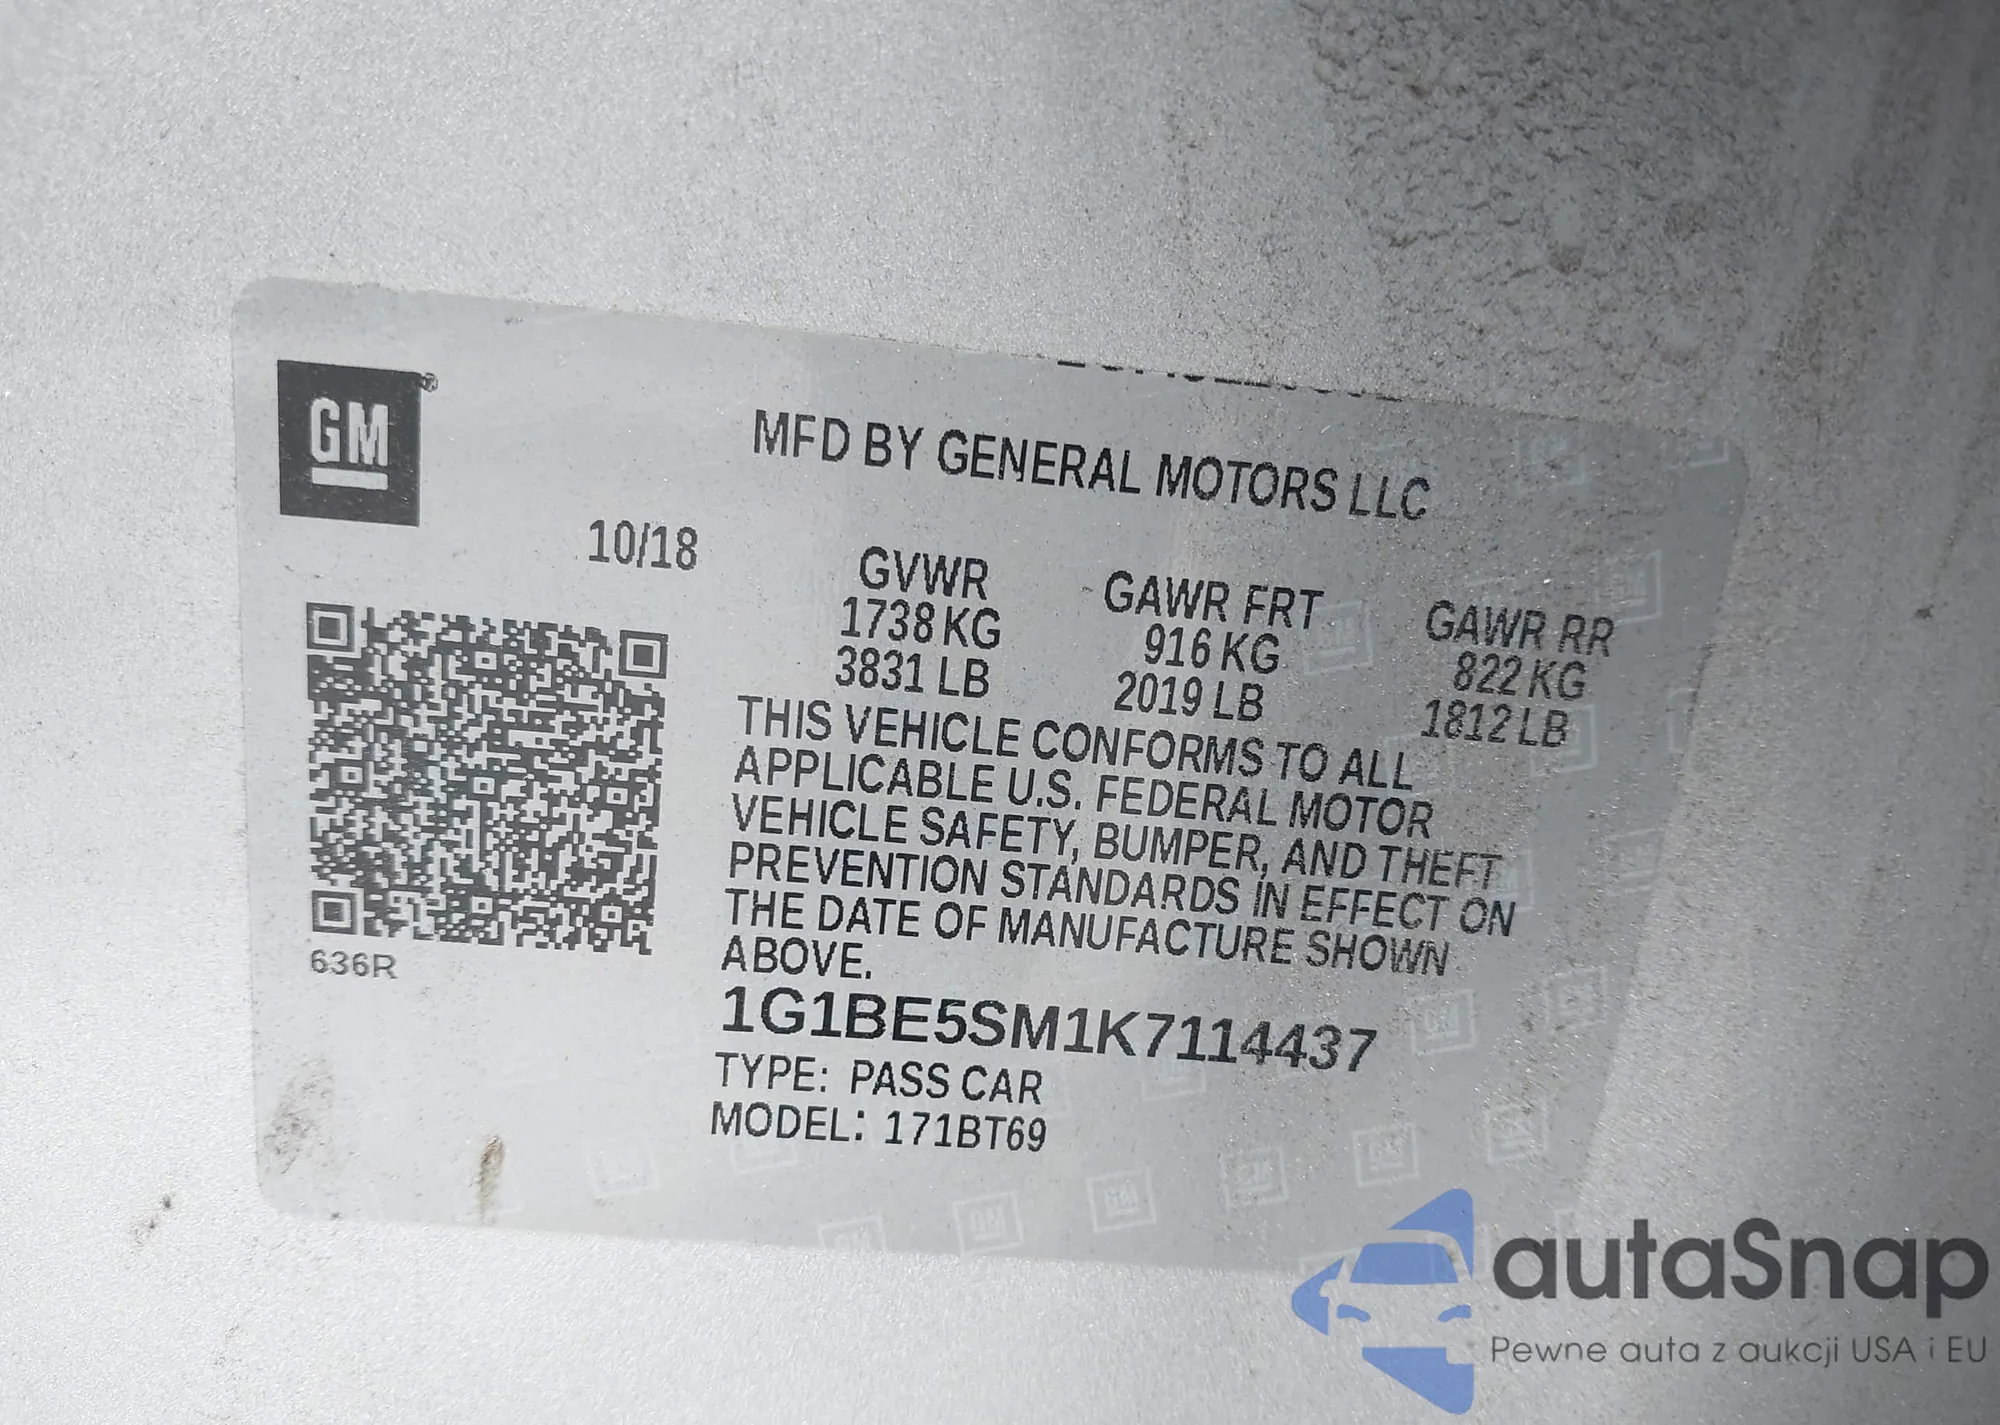 GM
MFD BY GENERAL MOTORS LLC
10/18
GVWR GAWR FRT GAWR RR
1738 KG 916 KG 822 KG
3831 LB 2019 LB 1812 LB
THIS VEHICLE CONFORMS TO ALL
APPLICABLE U.S. FEDERAL MOTOR
VEHICLE SAFETY, BUMPER, AND THEFT
PREVENTION STANDARDS IN EFFECT ON
THE DATE OF MANUFACTURE SHOWN
ABOVE.
636R
1G1BE5SM1K7114437
TYPE: PASS CAR
MODEL: 171BT69
autaSnap
Pewne auta z aukcji USA i EU